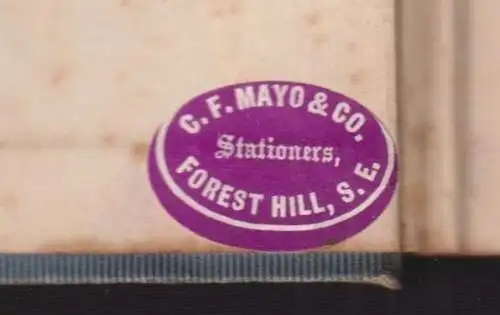 C. F. MAYO & CO.
Stationers,
FOREST HILL, S. E.